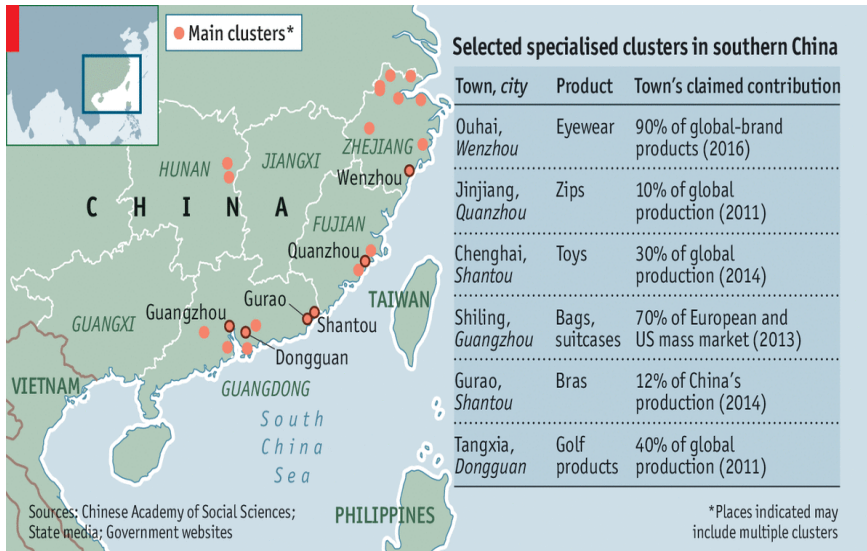 Main clusters*
HUNAN
JIANGXI
ZHEJIANG
Wenzhou
CHINA
FUJIAN
Quanzhou
TAIWAN
Gurao
Guangzhou
Shantou
GUANGXI
Dongguan
VIETNAM
GUANGDONG
South
China
Sea
PHILIPPINES
Sources: Chinese Academy of Social Sciences;
State media; Government websites
Selected specialised clusters in southern China
Town, city Product Town's claimed contribution
Ouhai, Eyewear 90% of global-brand
Wenzhou products (2016)
Jinjiang, Zips 10% of global
Quanzhou production (2011)
Chenghai, Toys 30% of global
Shantou production (2014)
Shiling, Bags, 70% of European and
Guangzhou suitcases US mass market (2013)
Gurao, Bras 12% of China's
Shantou production (2014)
Tangxia, Golf 40% of global
Dongguan products production (2011)
*Places indicated may
include multiple clusters